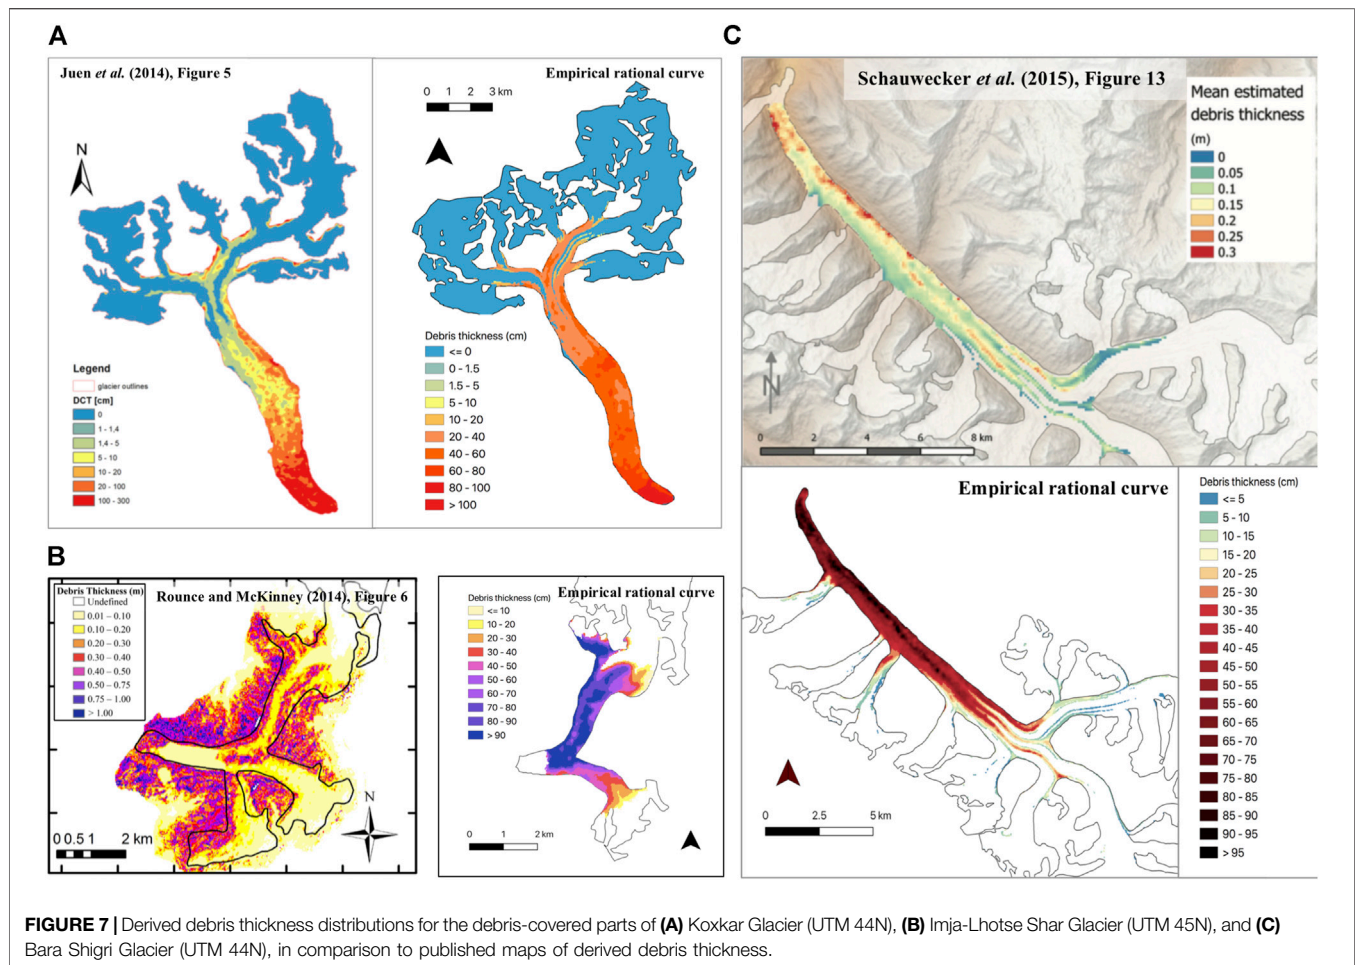 A
Juen et al. (2014), Figure 5
N
Legend
glacier outlines
DCT [cm]
0
1 - 1,4
1,4 - 5
5 - 10
10 - 20
20 - 100
100 - 300
Empirical rational curve
0 1 2 3 km
Debris thickness (cm)
<= 0
0 - 1.5
1.5 - 5
5 - 10
10 - 20
20 - 40
40 - 60
60 - 80
80 - 100
> 100
B
Debris Thickness (m)
Undefined
0.01 – 0.10
0.10 – 0.20
0.20 – 0.30
0.30 – 0.40
0.40 – 0.50
0.50 – 0.75
0.75 – 1.00
> 1.00
Rounce and McKinney (2014), Figure 6
N
0 0.5 1 2 km
Empirical rational curve
Debris thickness (cm)
<= 10
10 - 20
20 - 30
30 - 40
40 - 50
50 - 60
60 - 70
70 - 80
80 - 90
> 90
0 1 2 km
C
Schauwecker et al. (2015), Figure 13
Mean estimated
debris thickness
(m)
0
0.05
0.1
0.15
0.2
0.25
0.3
N
0 2 4 6 8 km
Empirical rational curve
Debris thickness (cm)
<= 5
5 - 10
10 - 15
15 - 20
20 - 25
25 - 30
30 - 35
35 - 40
40 - 45
45 - 50
50 - 55
55 - 60
60 - 65
65 - 70
70 - 75
75 - 80
80 - 85
85 - 90
90 - 95
> 95
0 2.5 5 km
FIGURE 7 | Derived debris thickness distributions for the debris-covered parts of (A) Koxkar Glacier (UTM 44N), (B) Imja-Lhotse Shar Glacier (UTM 45N), and (C)
Bara Shigri Glacier (UTM 44N), in comparison to published maps of derived debris thickness.